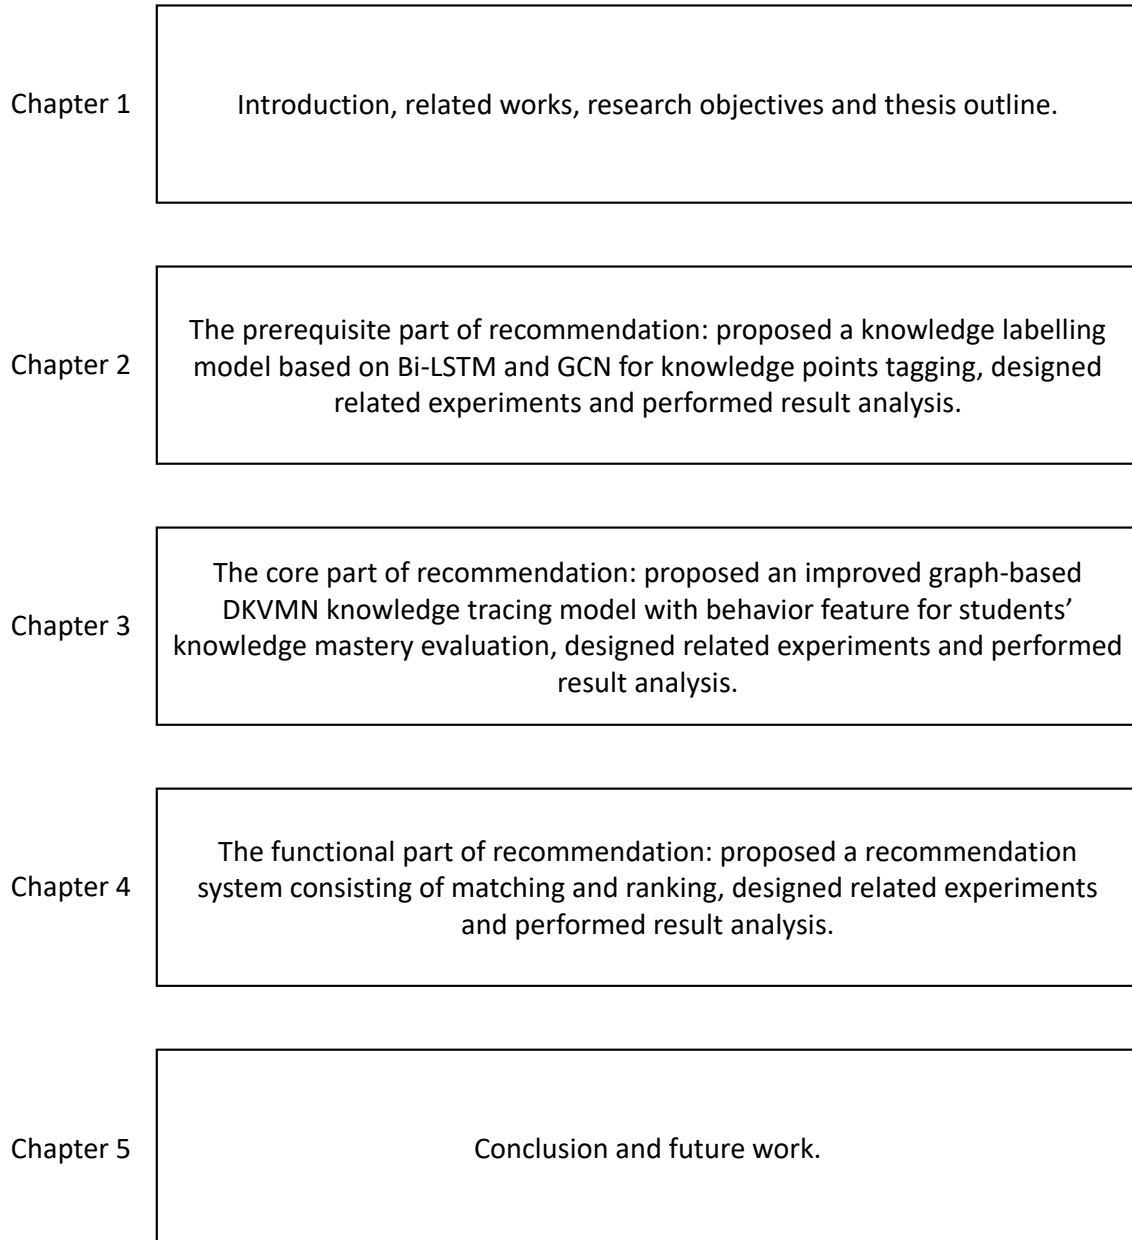 Chapter 1
Introduction, related works, research objectives and thesis outline.
Chapter 2
The prerequisite part of recommendation: proposed a knowledge labelling
model based on Bi-LSTM and GCN for knowledge points tagging, designed
related experiments and performed result analysis.
Chapter 3
The core part of recommendation: proposed an improved graph-based
DKVMN knowledge tracing model with behavior feature for students’
knowledge mastery evaluation, designed related experiments and performed
result analysis.
Chapter 4
The functional part of recommendation: proposed a recommendation
system consisting of matching and ranking, designed related experiments
and performed result analysis.
Chapter 5
Conclusion and future work.